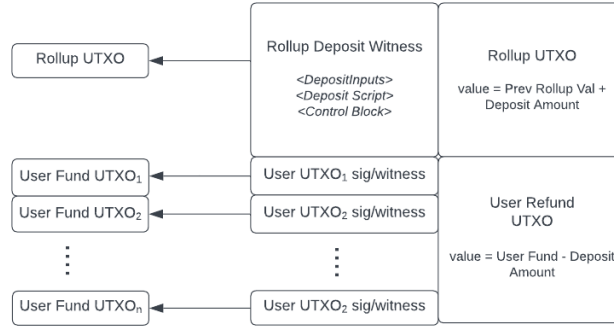 Rollup UTXO
Rollup Deposit Witness
<DepositInputs>
<Deposit Script>
<Control Block>
Rollup UTXO
value = Prev Rollup Val +
Deposit Amount
User Fund UTXO₁
User UTXO₁ sig/witness
User Fund UTXO₂
User UTXO₂ sig/witness
User Fund UTXOₙ
User UTXO₂ sig/witness
User Refund
UTXO
value = User Fund - Deposit
Amount